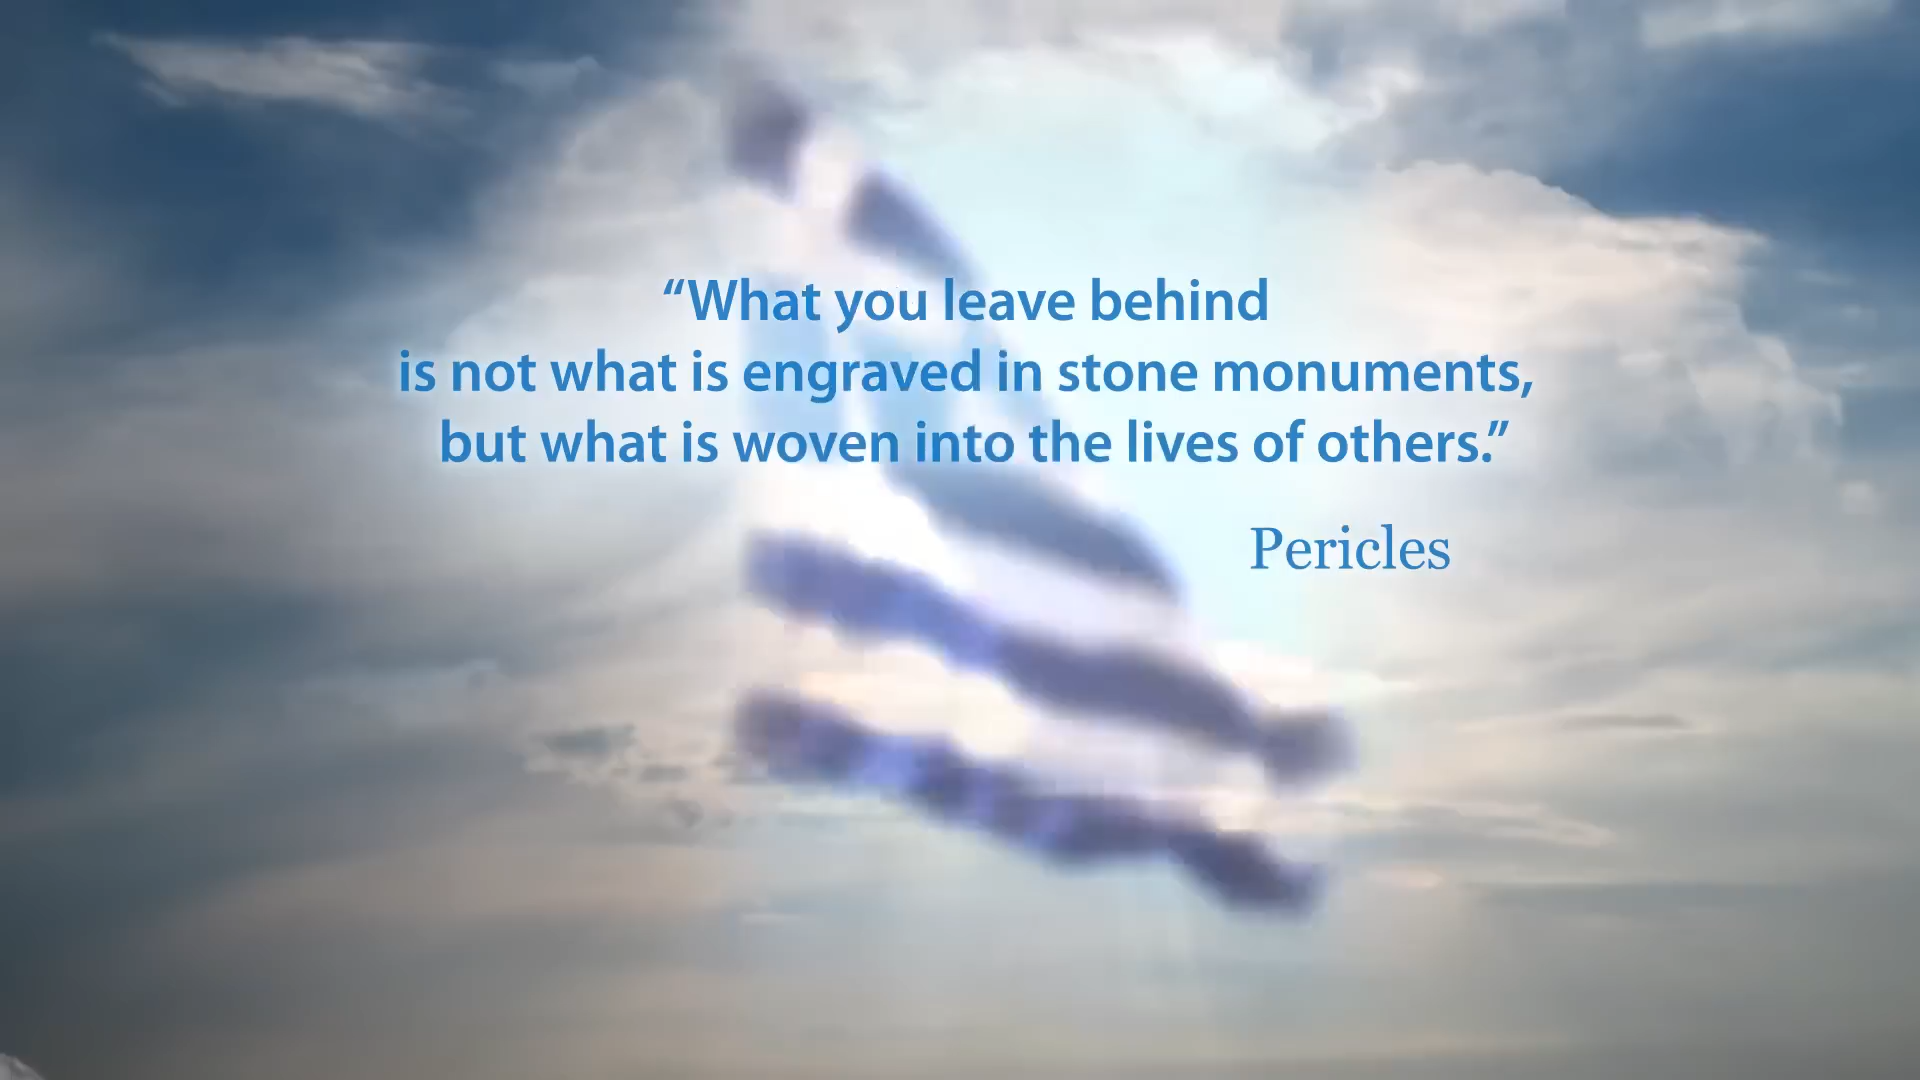 “What you leave behind
is not what is engraved in stone monuments,
but what is woven into the lives of others.”
Pericles